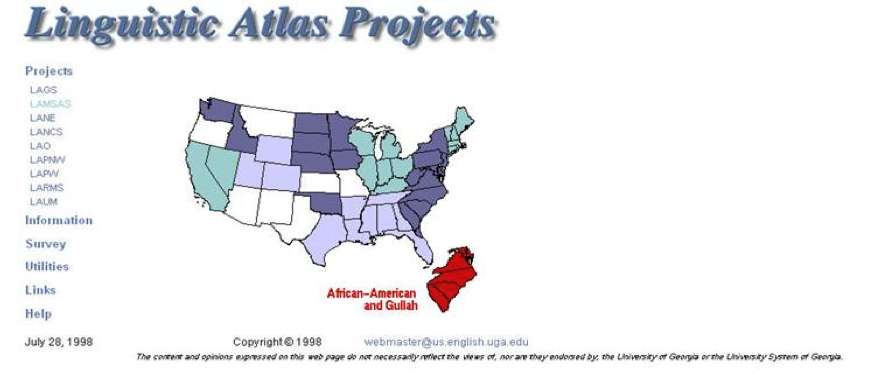 Linguistic Atlas Projects
Projects
LAGS
LAMSAS
LANE
LANCS
LAO
LAPNW
LAPW
LARMS
LAUM
Information
Survey
Utilities
Links
Help
African-American
and Gullah
July 28, 1998 Copyright © 1998 webmaster@us.english.uga.edu
The content and opinions expressed on this web page do not necessarily reflect the views of, nor are they endorsed by, the University of Georgia or the University System of Georgia.